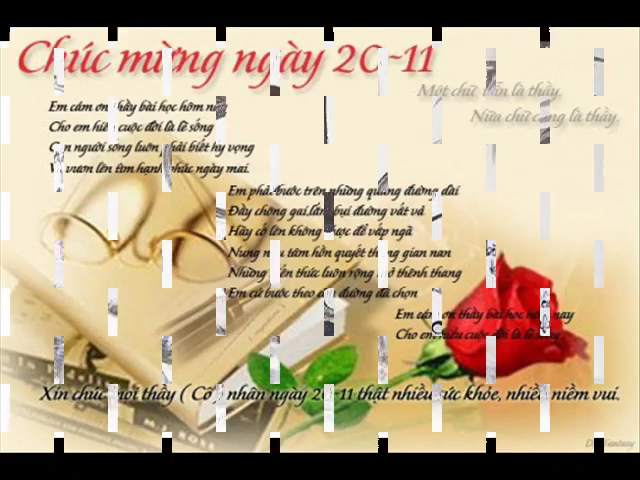 Chúc mừng ngày 20-11
Một chữ vẫn là thầy.
Nửa chữ cũng là thầy.
Em cám ơn thầy bài học hôm nay
Cho em hiểu cuộc đời là lẽ sống
Con người sống luôn phải biết hy vọng
Và vươn lên tìm hạnh phúc ngày mai.
Em phải bước trên những quãng đường dài
Đầy chông gai, lắm bụi đường vất vả
Hãy cố lên không được để vấp ngã
Nung nấu tâm hồn quyết thắng gian nan
Những kiến thức luôn rộng mở thênh thang
Em cứ bước theo con đường đã chọn
Em cám ơn thầy bài học hôm nay
Cho em hiểu cuộc đời là lẽ sống
Xin chúc mọi thầy ( Cô ) nhân ngày 20-11 thật nhiều sức khỏe, nhiều niềm vui.